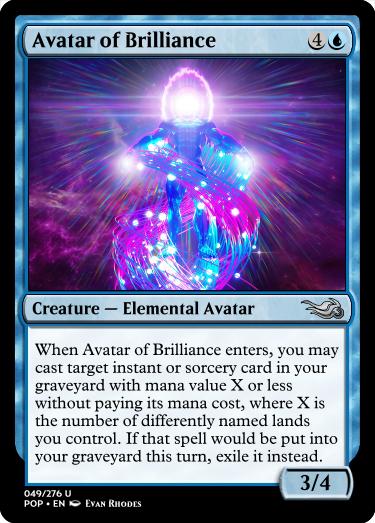 Avatar of Brilliance 4
Creature — Elemental Avatar
When Avatar of Brilliance enters, you may
cast target instant or sorcery card in your
graveyard with mana value X or less
without paying its mana cost, where X is
the number of differently named lands
you control. If that spell would be put into
your graveyard this turn, exile it instead.
3/4
049/276 U
POP • EN Evan Rhodes